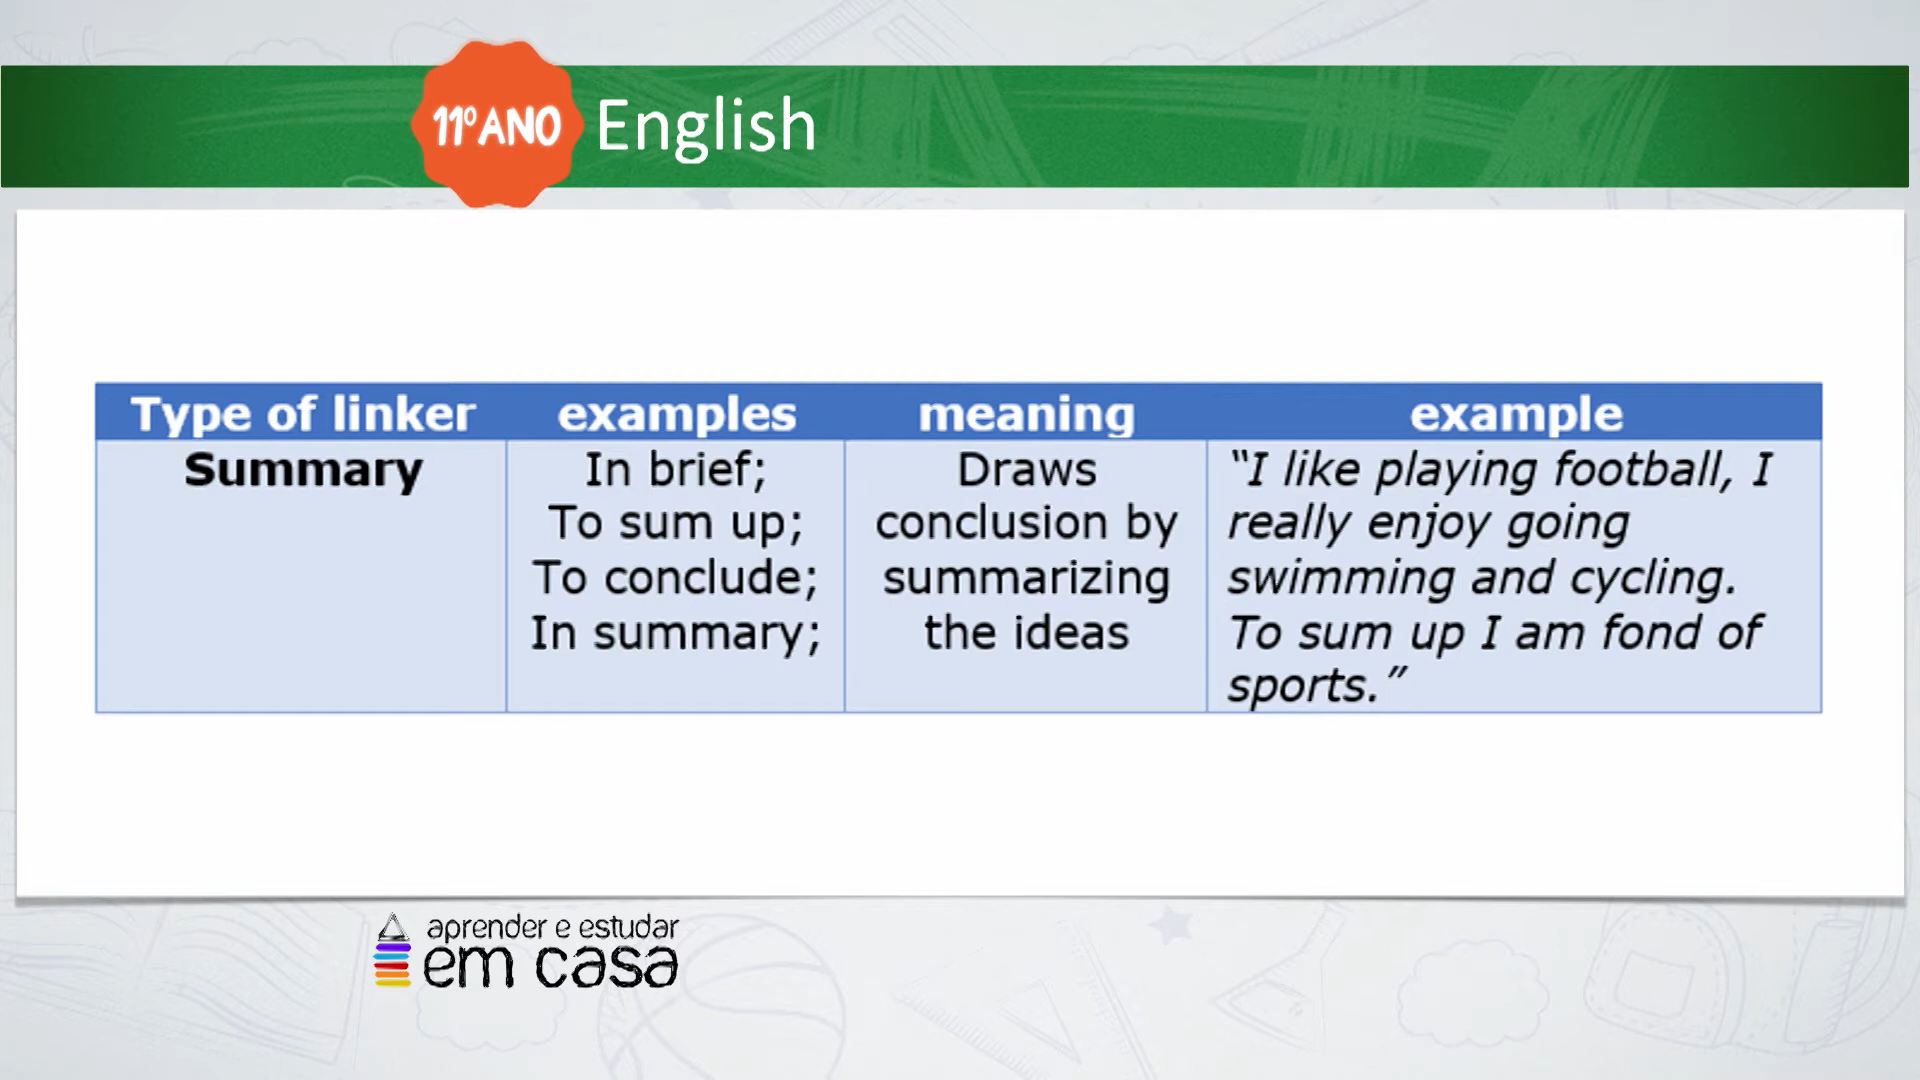 11º ANO English
Type of linker examples meaning example
Summary
In brief;
To sum up;
To conclude;
In summary;
Draws
conclusion by
summarizing
the ideas
“I like playing football, I
really enjoy going
swimming and cycling.
To sum up I am fond of
sports.”
aprender e estudar
em casa